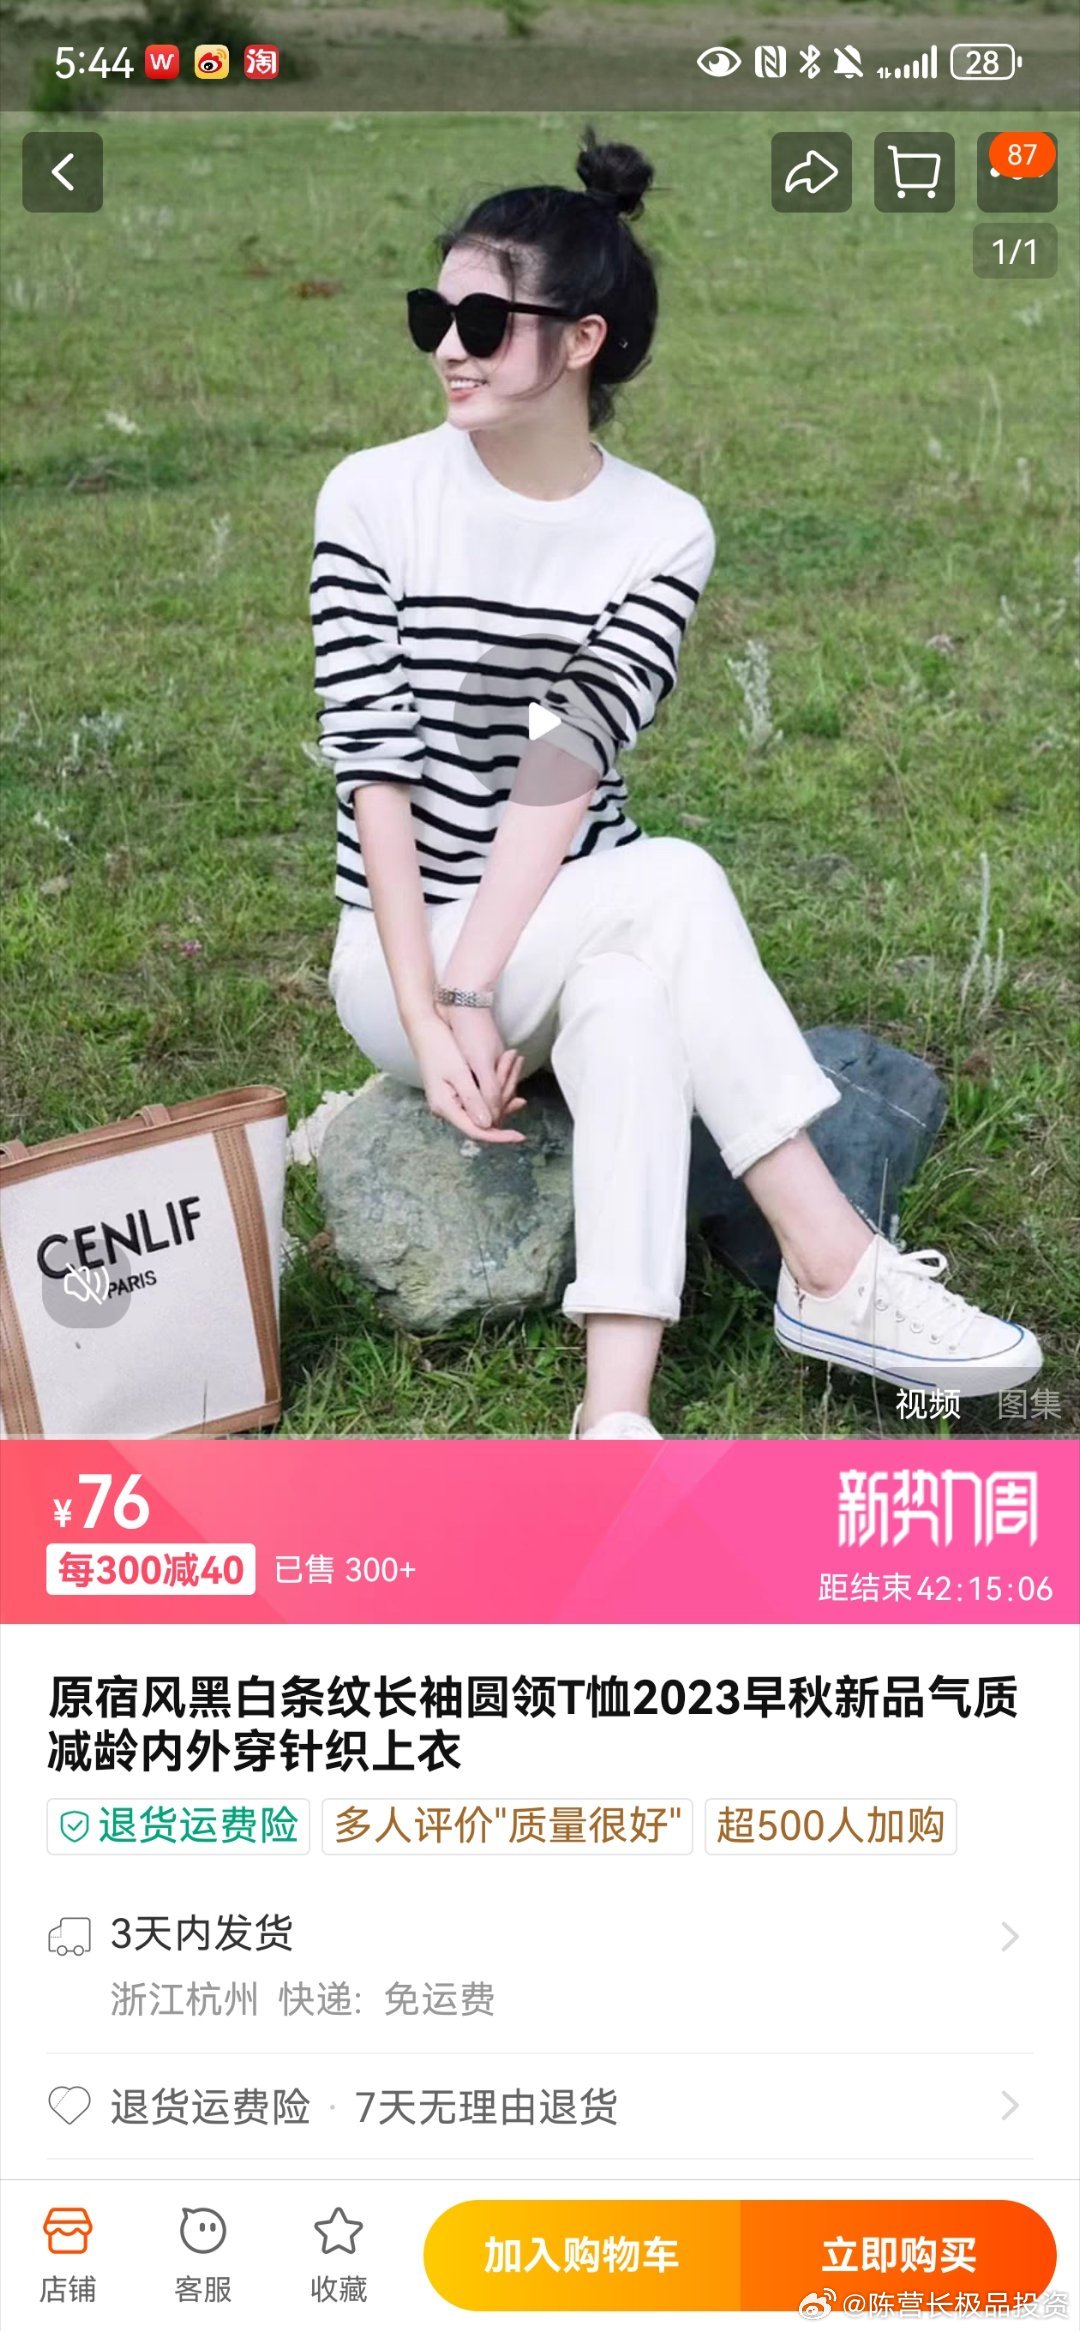 5:44
W
淘
28
87
1/1
CENLIF
PARIS
视频 图集
¥76
新势力周
每300减40 已售 300+
距结束 42:15:06
原宿风黑白条纹长袖圆领T恤2023早秋新品气质
减龄内外穿针织上衣
退货运费险 多人评价"质量很好" 超500人加购
3天内发货
浙江杭州 快递: 免运费
退货运费险 · 7天无理由退货
店铺 客服 收藏 加入购物车 立即购买
@陈营长极品投资